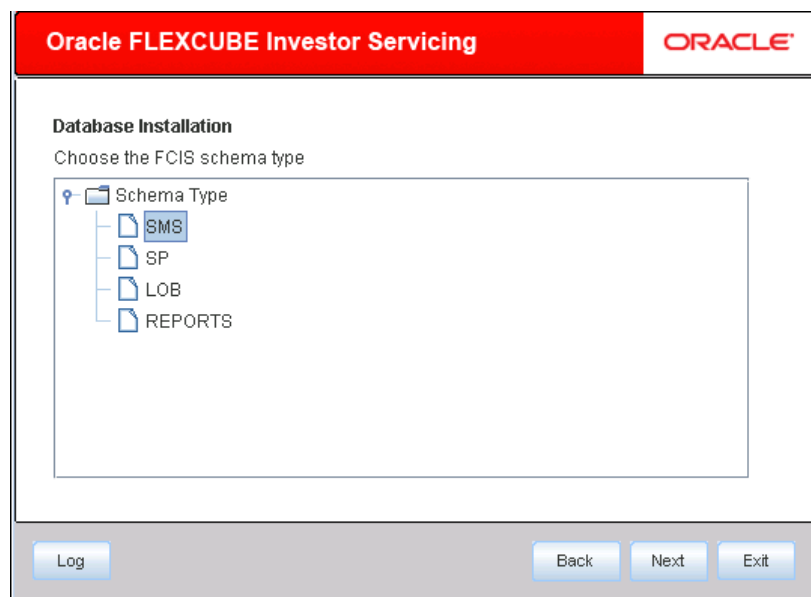 Oracle FLEXCUBE Investor Servicing
ORACLE
Database Installation
Choose the FCIS schema type
Schema Type
SMS
SP
LOB
REPORTS
Log
Back
Next
Exit